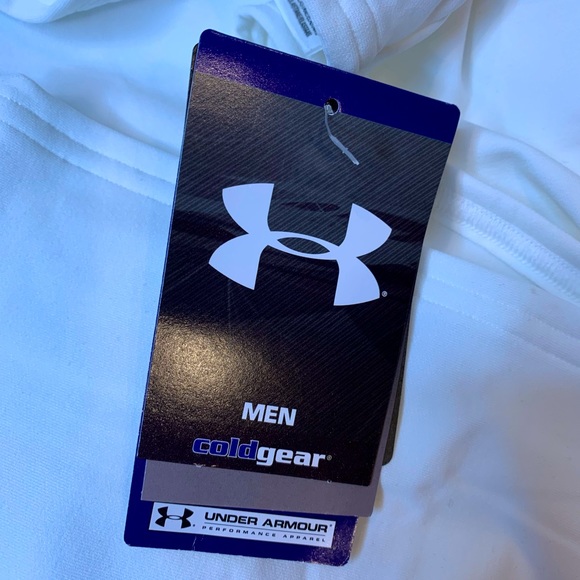 MEN
coldgear®
UNDER ARMOUR®
PERFORMANCE APPAREL